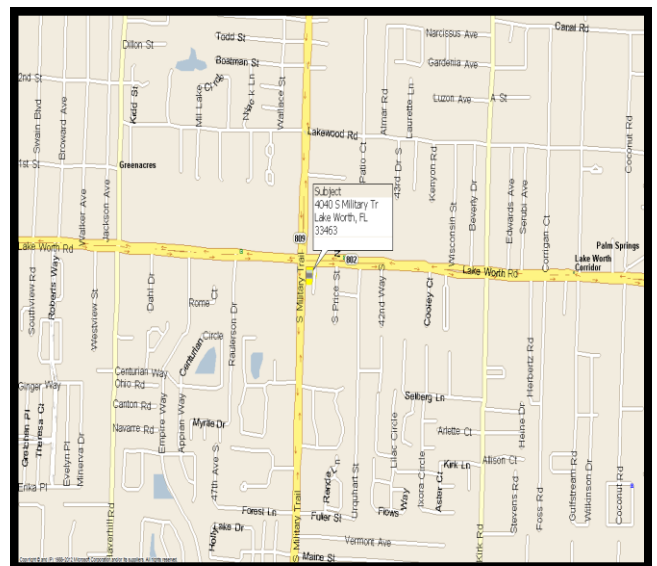 Canal Rd
Todd St
Narcissus Ave
Dillon St
Boatman St
Gardenia Ave
2nd St
Swain Blvd
Broward Ave
Kidd St
Mil Lake
Wallace St
Almar Rd
Laurette Ln
Luzon Ave
A St
Lakewood Rd
Coconut Rd
1st St
Greenacres
Patio Ct
43rd Dr S
Kenyon Rd
Beverly Dr
Edwards Ave
Serubi Ave
Walker Ave
Jackson Ave
Wisconsin St
Corrigan Ct
Subject
4040 S Military Tr
Lake Worth, FL
33463
809
802
Lake Worth Rd
Palm Springs
Lake Worth
Corridor
Lake Worth Rd
Southview Rd
Roberts Way
Westview St
Dahl Dr
Rome Ct
Raulerson Dr
S Military Trail
S Price St
42nd Way S
Cooley Ct
Centurian Circle
Herbertz Rd
Ginger Way
Centurian Way
Ohio Rd
Canton Rd
Navarre Rd
Empire Way
Appian Way
Myrtle Dr
Selberg Ln
Arlette Ct
Heine Dr
Gretchen Pl
Theresa Ct
Evelyn Pl
Minerva Dr
47th Ave S
Lilac Circle
Ixora Circle
Kirk Ln
Allison Ct
Erika Pl
Haverhill Rd
Randa Ln
Urquhart St
Way
Aster Ct
Stevens Rd
Foss Rd
Gulfstream Rd
Wilkinson Dr
Coconut Rd
Forest Ln
Fuller St
Flows
Holly Lake Dr
S Military Trail
Vermont Ave
Kirk Rd
Maine St